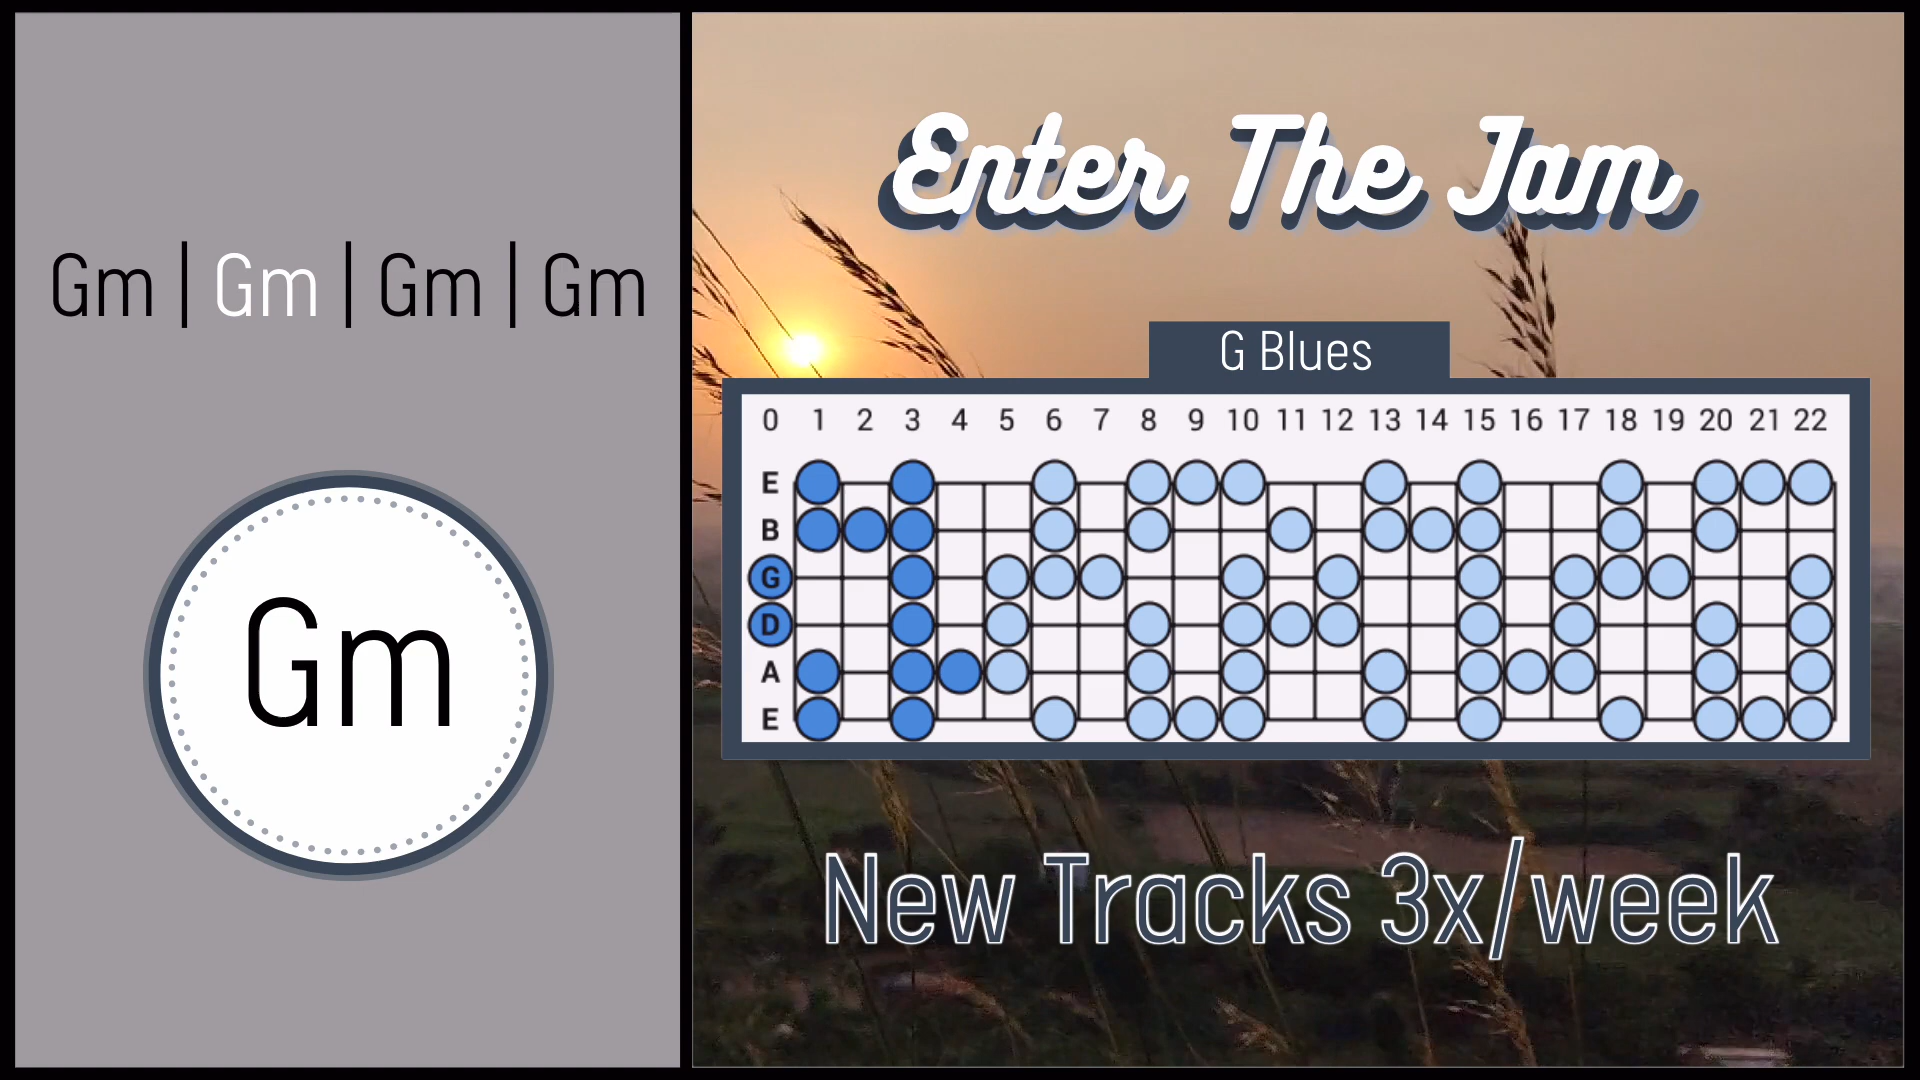 Gm | Gm | Gm | Gm
Gm
Enter The Jam
G Blues
0 1 2 3 4 5 6 7 8 9 10 11 12 13 14 15 16 17 18 19 20 21 22
E
B
G
D
A
E
New Tracks 3x/week